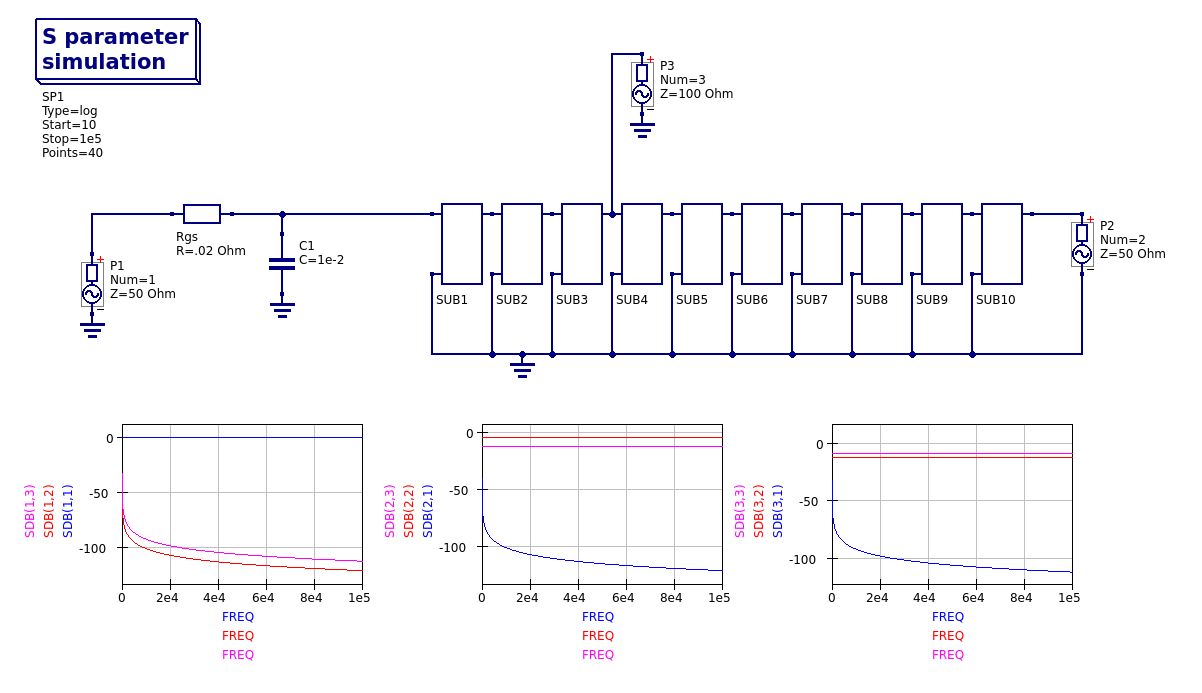 S parameter
simulation
SP1
Type=log
Start=10
Stop=1e5
Points=40
P3
Num=3
Z=100 Ohm
Rgs
R=.02 Ohm
C1
C=1e-2
P1
Num=1
Z=50 Ohm
P2
Num=2
Z=50 Ohm
SUB1 SUB2 SUB3 SUB4 SUB5 SUB6 SUB7 SUB8 SUB9 SUB10
SDB(1,3)
SDB(1,2)
SDB(1,1)
0
-50
-100
0 2e4 4e4 6e4 8e4 1e5
FREQ
FREQ
FREQ
SDB(2,3)
SDB(2,2)
SDB(2,1)
0
-50
-100
0 2e4 4e4 6e4 8e4 1e5
FREQ
FREQ
FREQ
SDB(3,3)
SDB(3,2)
SDB(3,1)
0
-50
-100
0 2e4 4e4 6e4 8e4 1e5
FREQ
FREQ
FREQ